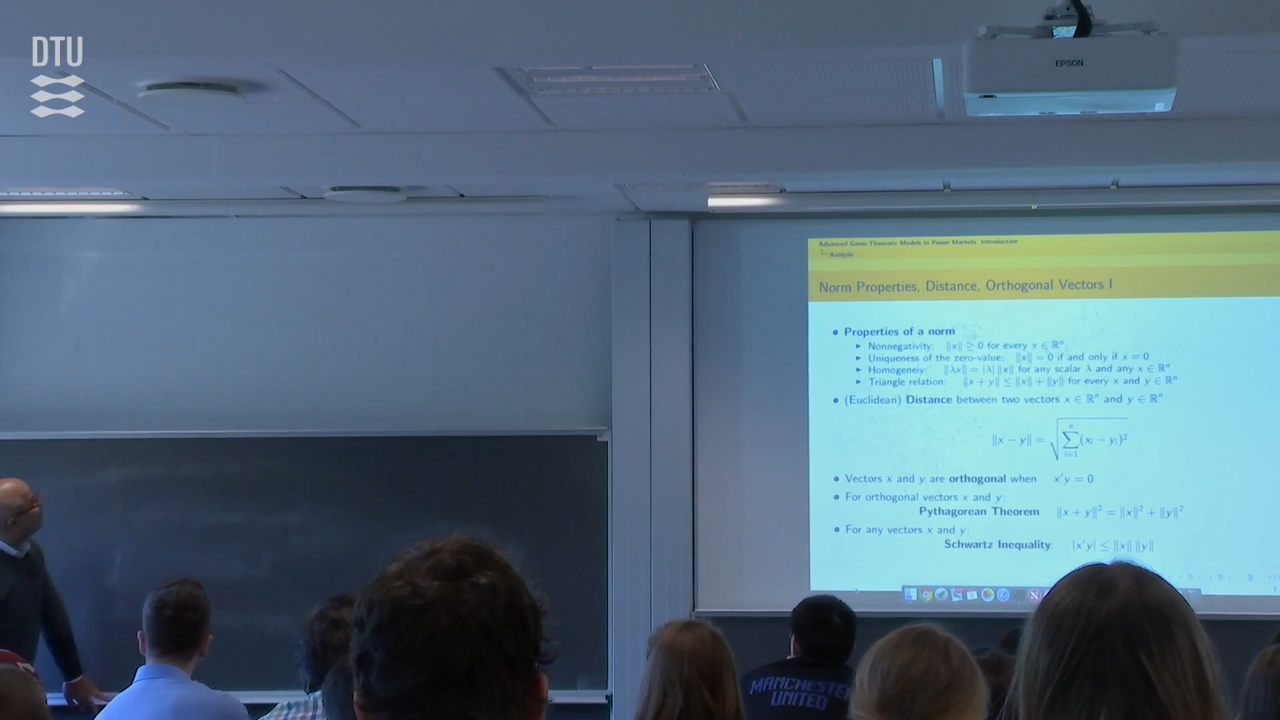 DTU
EPSON
Advanced Game-Theoretic Models in Power Markets Introduction
Analysis
Norm Properties, Distance, Orthogonal Vectors I
• Properties of a norm
▸ Nonnegativity: ‖x‖ ≥ 0 for every x ∈ ℝⁿ
▸ Uniqueness of the zero-value: ‖x‖ = 0 if and only if x = 0
▸ Homogeneiy: ‖λx‖ = |λ| ‖x‖ for any scalar λ and any x ∈ ℝⁿ
▸ Triangle relation: ‖x + y‖ ≤ ‖x‖ + ‖y‖ for every x and y ∈ ℝⁿ
• (Euclidean) Distance between two vectors x ∈ ℝⁿ and y ∈ ℝⁿ
‖x − y‖ = √∑ⁿᵢ₌₁(xᵢ − yᵢ)²
• Vectors x and y are orthogonal when x′y = 0
• For orthogonal vectors x and y:
Pythagorean Theorem ‖x + y‖² = ‖x‖² + ‖y‖²
• For any vectors x and y:
Schwartz Inequality: |x′y| ≤ ‖x‖ ‖y‖
MANCHESTER
UNITED